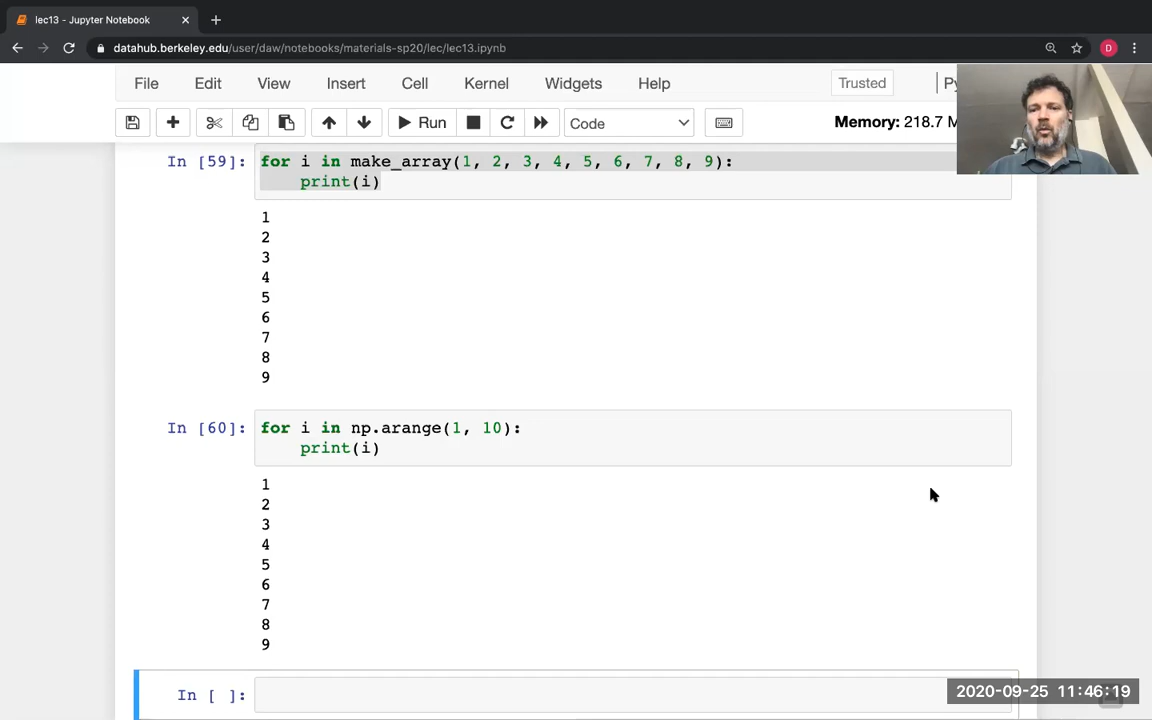 lec13 - Jupyter Notebook
datahub.berkeley.edu/user/daw/notebooks/materials-sp20/lec/lec13.ipynb
D
File Edit View Insert Cell Kernel Widgets Help Trusted Py
Run Code Memory: 218.7 M
In [59]: for i in make_array(1, 2, 3, 4, 5, 6, 7, 8, 9):
print(i)
1
2
3
4
5
6
7
8
9
In [60]: for i in np.arange(1, 10):
print(i)
1
2
3
4
5
6
7
8
9
In [ ]:
2020-09-25 11:46:19